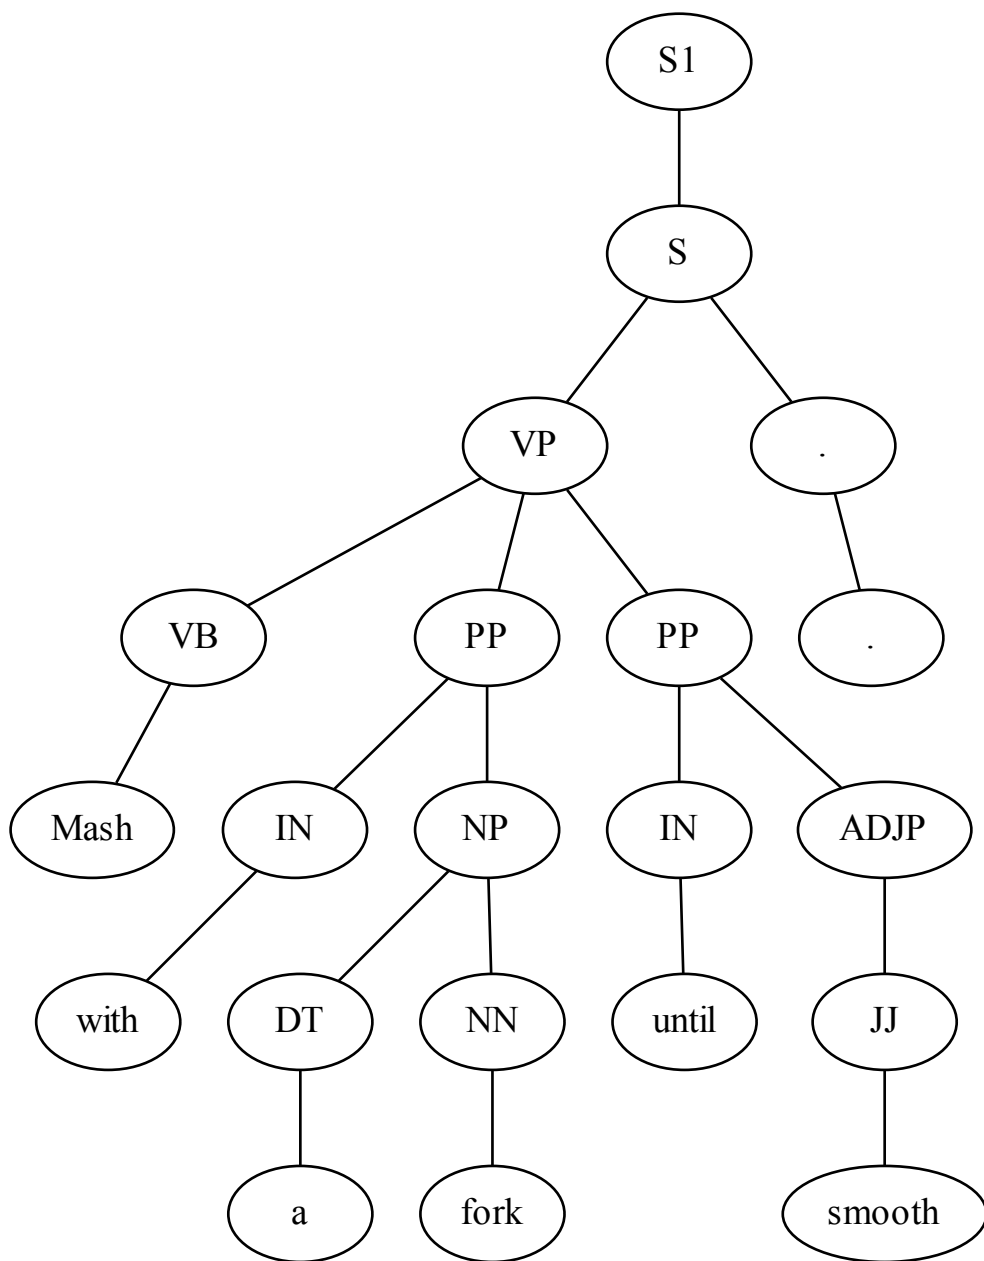 S1
S
VP .
VB PP PP .
Mash IN NP IN ADJP
with DT NN until JJ
a fork smooth